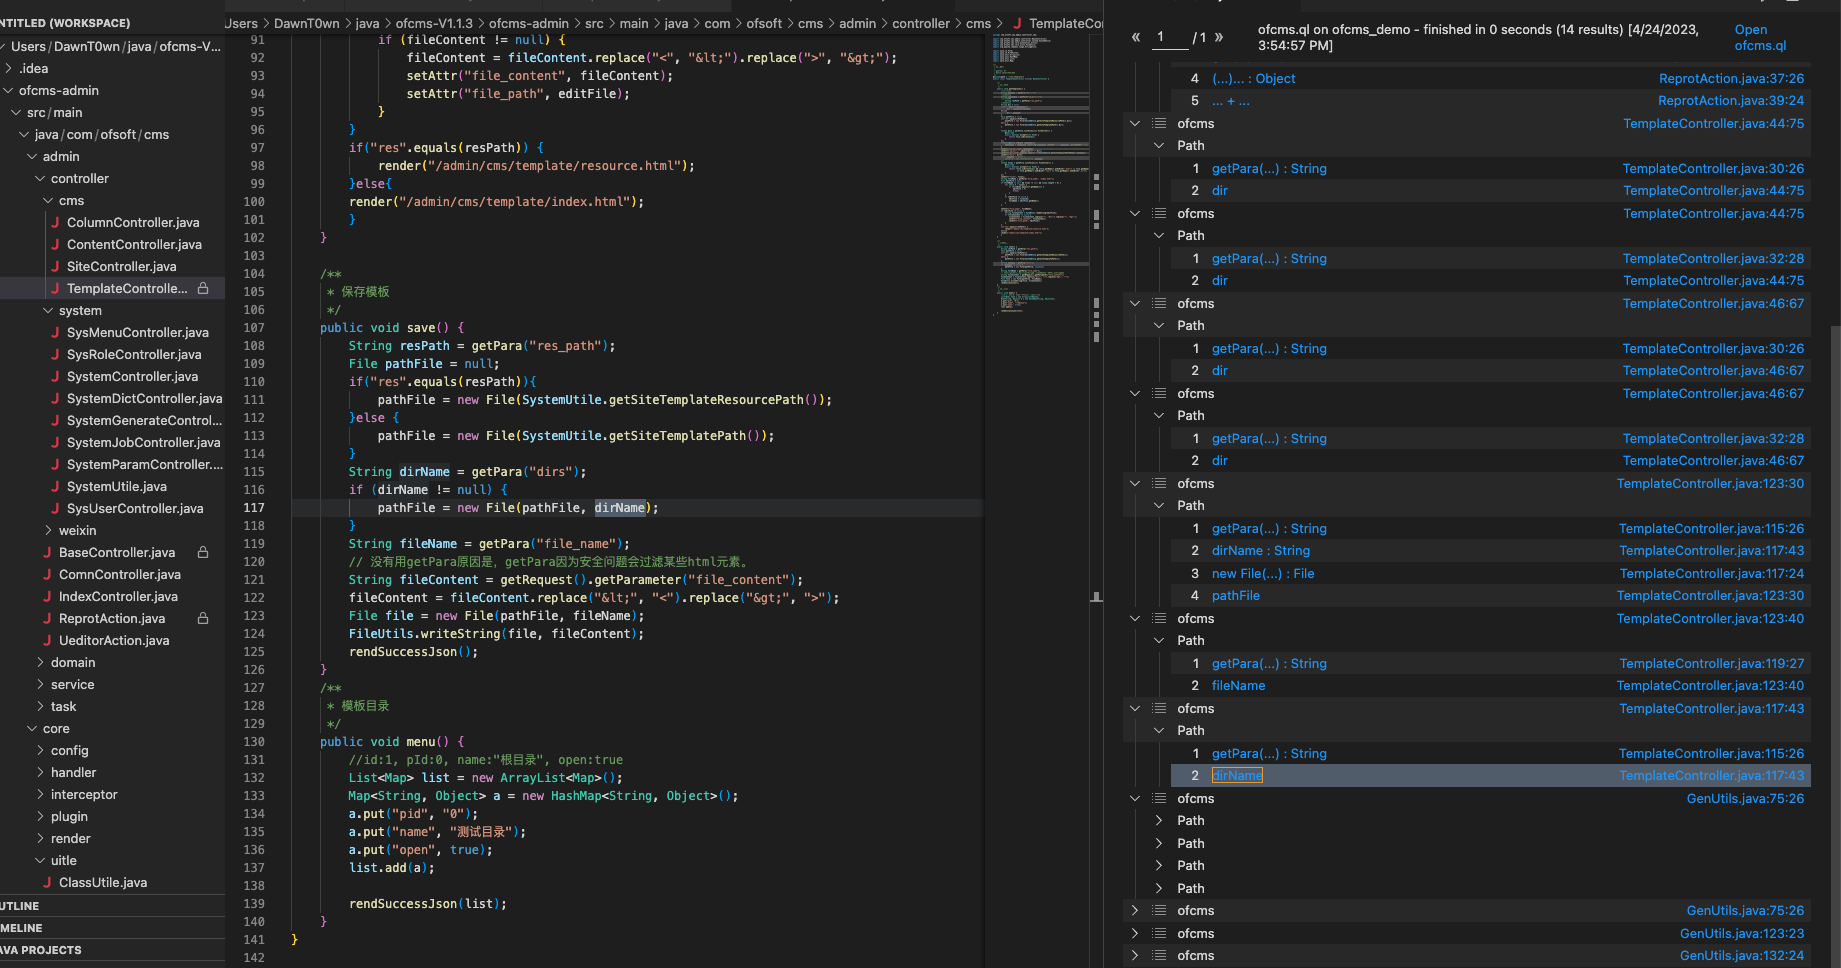 NTITLED (WORKSPACE)
Users/DawnT0wn/java/ofcms-V...
.idea
ofcms-admin
src/main
java/com/ofsoft/cms
admin
controller
cms
ColumnController.java
ContentController.java
SiteController.java
TemplateControlle...
system
SysMenuController.java
SysRoleController.java
SystemController.java
SystemDictController.java
SystemGenerateControl...
SystemJobController.java
SystemParamController....
SystemUtile.java
SysUserController.java
weixin
BaseController.java
ComnController.java
IndexController.java
ReprotAction.java
UeditorAction.java
domain
service
task
core
config
handler
interceptor
plugin
render
uitle
ClassUtile.java
UTLINE
MELINE
AVA PROJECTS
Users > DawnT0wn > java > ofcms-V1.1.3 > ofcms-admin > src > main > java > com > ofsoft > cms > admin > controller > cms > TemplateCo
91 if (fileContent != null) {
92 fileContent = fileContent.replace("<", "&lt;").replace(">", "&gt;");
93 setAttr("file_content", fileContent);
94 setAttr("file_path", editFile);
95 }
96 }
97 if("res".equals(resPath)) {
98 render("/admin/cms/template/resource.html");
99 }else{
100 render("/admin/cms/template/index.html");
101 }
102 }
103
104 /**
105 * 保存模板
106 */
107 public void save() {
108 String resPath = getPara("res_path");
109 File pathFile = null;
110 if("res".equals(resPath)){
111 pathFile = new File(SystemUtile.getSiteTemplateResourcePath());
112 }else {
113 pathFile = new File(SystemUtile.getSiteTemplatePath());
114 }
115 String dirName = getPara("dirs");
116 if (dirName != null) {
117 pathFile = new File(pathFile, dirName);
118 }
119 String fileName = getPara("file_name");
120 // 没有用getPara原因是，getPara因为安全问题会过滤某些html元素。
121 String fileContent = getRequest().getParameter("file_content");
122 fileContent = fileContent.replace("&lt;", "<").replace("&gt;", ">");
123 File file = new File(pathFile, fileName);
124 FileUtils.writeString(file, fileContent);
125 rendSuccessJson();
126 }
127 /**
128 * 模板目录
129 */
130 public void menu() {
131 //id:1, pId:0, name:"根目录", open:true
132 List<Map> list = new ArrayList<Map>();
133 Map<String, Object> a = new HashMap<String, Object>();
134 a.put("pid", "0");
135 a.put("name", "测试目录");
136 a.put("open", true);
137 list.add(a);
138
139 rendSuccessJson(list);
140 }
141 }
142
« 1 / 1 »
ofcms.ql on ofcms_demo - finished in 0 seconds (14 results) [4/24/2023,
3:54:57 PM]
Open
ofcms.ql
4 (...)... : Object ReprotAction.java:37:26
5 ... + ... ReprotAction.java:39:24
ofcms TemplateController.java:44:75
Path
1 getPara(...) : String TemplateController.java:30:26
2 dir TemplateController.java:44:75
ofcms TemplateController.java:44:75
Path
1 getPara(...) : String TemplateController.java:32:28
2 dir TemplateController.java:44:75
ofcms TemplateController.java:46:67
Path
1 getPara(...) : String TemplateController.java:30:26
2 dir TemplateController.java:46:67
ofcms TemplateController.java:46:67
Path
1 getPara(...) : String TemplateController.java:32:28
2 dir TemplateController.java:46:67
ofcms TemplateController.java:123:30
Path
1 getPara(...) : String TemplateController.java:115:26
2 dirName : String TemplateController.java:117:43
3 new File(...) : File TemplateController.java:117:24
4 pathFile TemplateController.java:123:30
ofcms TemplateController.java:123:40
Path
1 getPara(...) : String TemplateController.java:119:27
2 fileName TemplateController.java:123:40
ofcms TemplateController.java:117:43
Path
1 getPara(...) : String TemplateController.java:115:26
2 dirName TemplateController.java:117:43
ofcms GenUtils.java:75:26
Path
Path
Path
Path
ofcms GenUtils.java:75:26
ofcms GenUtils.java:123:23
ofcms GenUtils.java:132:24